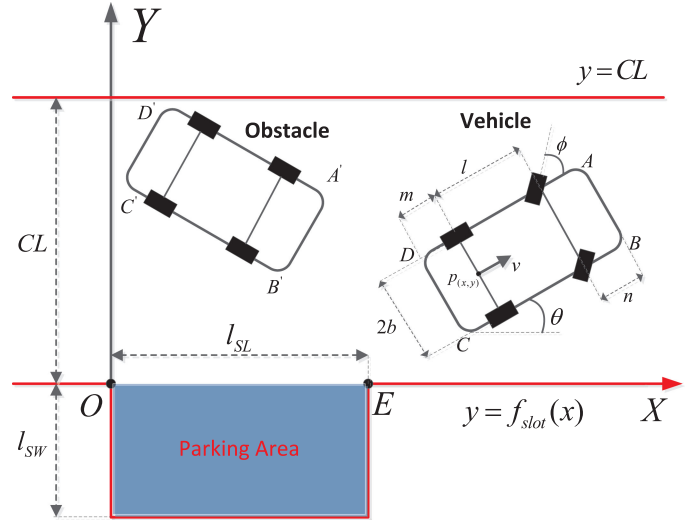 Y
y = CL
D'
Obstacle
Vehicle
ϕ
A
l
A'
m
C'
CL
B
D
v
p(x,y)
B'
n
2b
θ
l_SL
C
O
E
y = f_slot(x)
X
l_SW
Parking Area